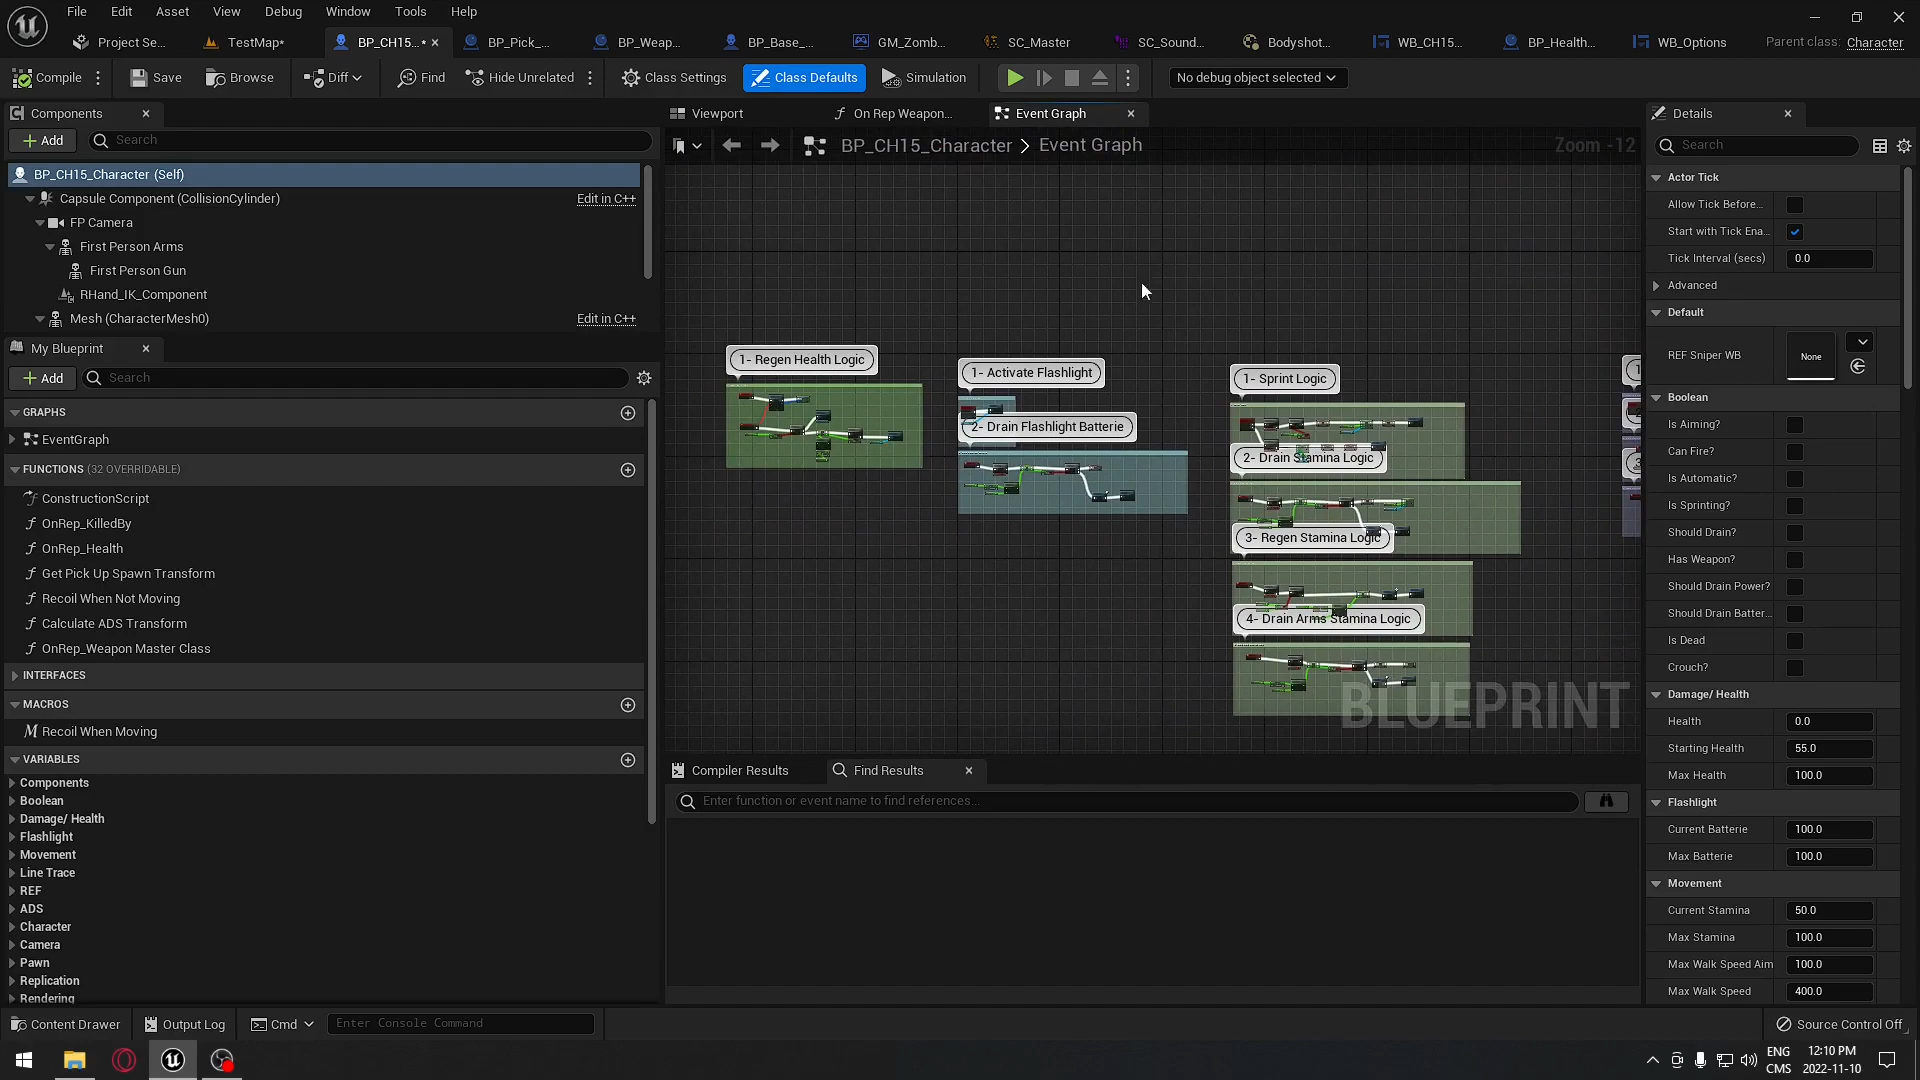 File Edit Asset View Debug Window Tools Help
Project Se... TestMap* BP_CH15...* BP_Pick_... BP_Weap... BP_Base_... GM_Zomb... SC_Master SC_Sound... Bodyshot... WB_CH15... BP_Health... WB_Options Parent class: Character
Compile Save Browse Diff Find Hide Unrelated Class Settings Class Defaults Simulation No debug object selected
Components
Add Search
BP_CH15_Character (Self)
Capsule Component (CollisionCylinder) Edit in C++
FP Camera
First Person Arms
First Person Gun
RHand_IK_Component
Mesh (CharacterMesh0) Edit in C++
My Blueprint
Add Search
GRAPHS
EventGraph
FUNCTIONS (32 OVERRIDABLE)
ConstructionScript
OnRep_KilledBy
OnRep_Health
Get Pick Up Spawn Transform
Recoil When Not Moving
Calculate ADS Transform
OnRep_Weapon Master Class
INTERFACES
MACROS
Recoil When Moving
VARIABLES
Components
Boolean
Damage/ Health
Flashlight
Movement
Line Trace
REF
ADS
Character
Camera
Pawn
Replication
Rendering
Viewport On Rep Weapon... Event Graph
BP_CH15_Character > Event Graph Zoom -12
1- Regen Health Logic
1- Activate Flashlight
2- Drain Flashlight Batterie
1- Sprint Logic
2- Drain Stamina Logic
3- Regen Stamina Logic
4- Drain Arms Stamina Logic
BLUEPRINT
Compiler Results Find Results
Enter function or event name to find references...
Details
Search
Actor Tick
Allow Tick Before...
Start with Tick Ena...
Tick Interval (secs) 0.0
Advanced
Default
REF Sniper WB None
Boolean
Is Aiming?
Can Fire?
Is Automatic?
Is Sprinting?
Should Drain?
Has Weapon?
Should Drain Power?
Should Drain Batter...
Is Dead
Crouch?
Damage/ Health
Health 0.0
Starting Health 55.0
Max Health 100.0
Flashlight
Current Batterie 100.0
Max Batterie 100.0
Movement
Current Stamina 50.0
Max Stamina 100.0
Max Walk Speed Aim 100.0
Max Walk Speed 400.0
Content Drawer Output Log Cmd Enter Console Command Source Control Off
ENG
CMS
12:10 PM
2022-11-10